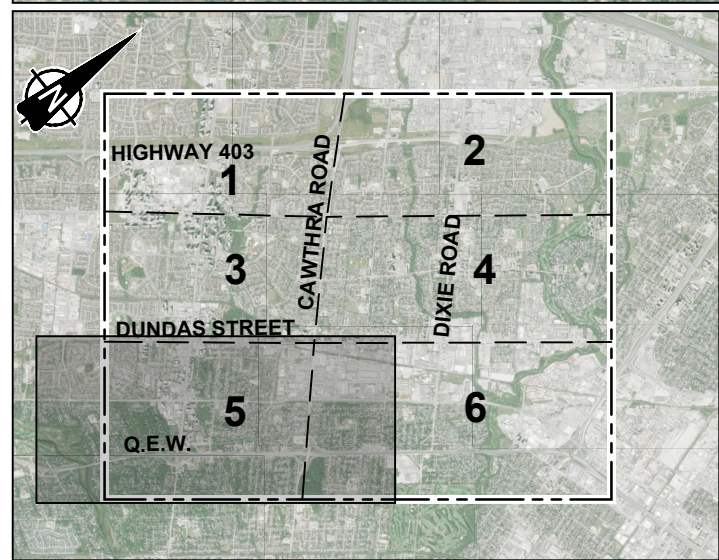 N
HIGHWAY 403
1
2
CAWTHRA ROAD
3
DIXIE ROAD
4
DUNDAS STREET
5
6
Q.E.W.